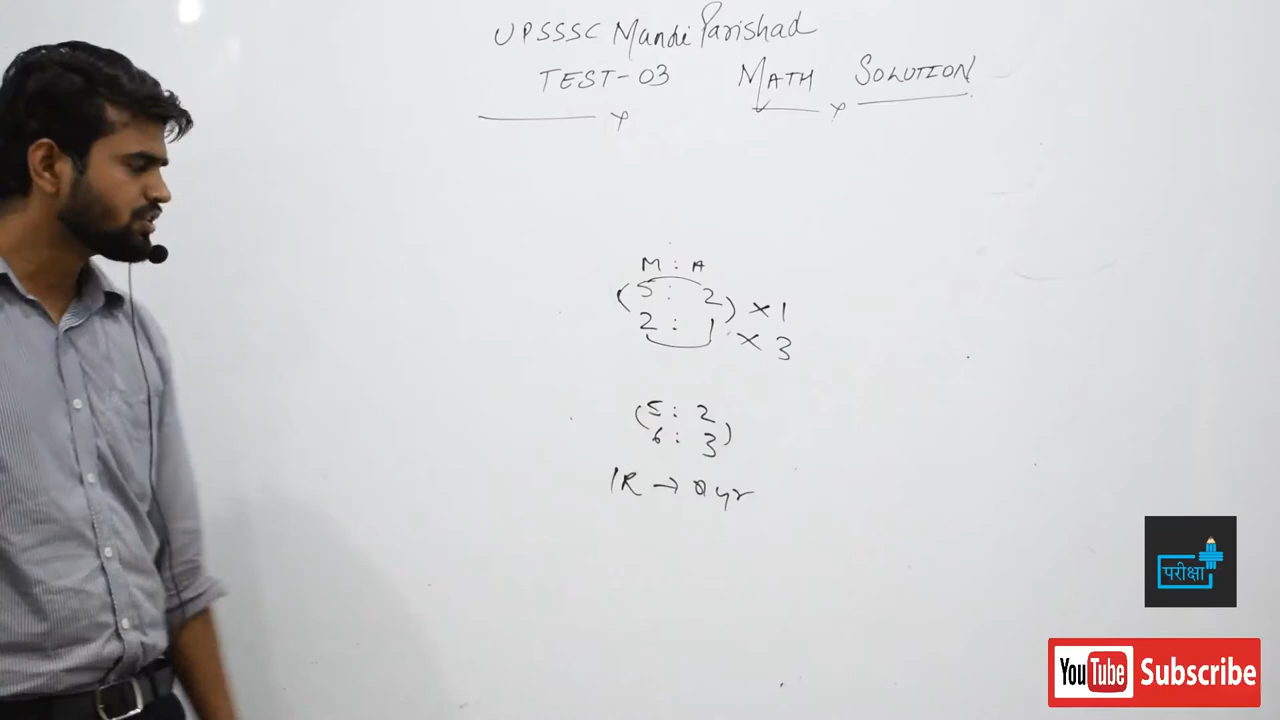 UPSSSC Mandi Parishad
TEST-03 MATH SOLUTION
M : A
(5 : 2) × 1
2 : 1 × 3
(5 : 2
6 : 3)
1R → yr
परीक्षा
YouTube Subscribe